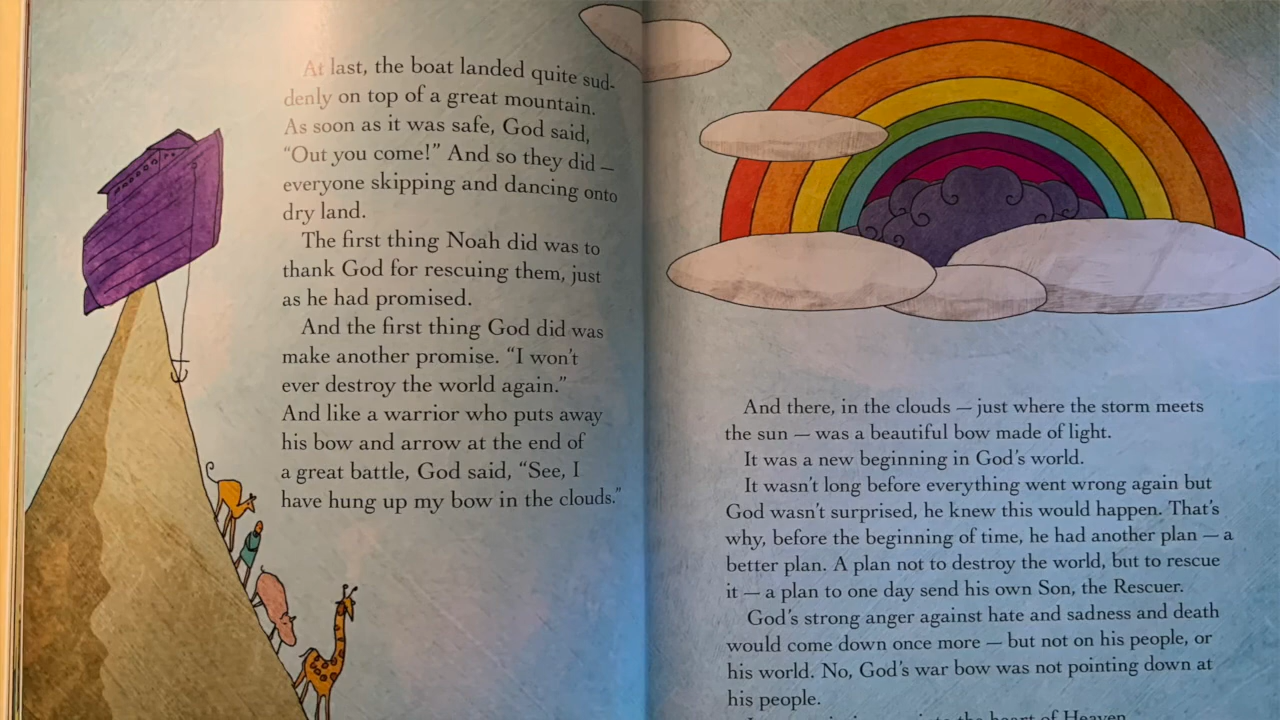 At last, the boat landed quite sud-
denly on top of a great mountain.
As soon as it was safe, God said,
“Out you come!” And so they did —
everyone skipping and dancing onto
dry land.
The first thing Noah did was to
thank God for rescuing them, just
as he had promised.
And the first thing God did was
make another promise. “I won’t
ever destroy the world again.”
And like a warrior who puts away
his bow and arrow at the end of
a great battle, God said, “See, I
have hung up my bow in the clouds.”
And there, in the clouds — just where the storm meets
the sun — was a beautiful bow made of light.
It was a new beginning in God’s world.
It wasn’t long before everything went wrong again but
God wasn’t surprised, he knew this would happen. That’s
why, before the beginning of time, he had another plan — a
better plan. A plan not to destroy the world, but to rescue
it — a plan to one day send his own Son, the Rescuer.
God’s strong anger against hate and sadness and death
would come down once more — but not on his people, or
his world. No, God’s war bow was not pointing down at
his people.
the heart of Heaven